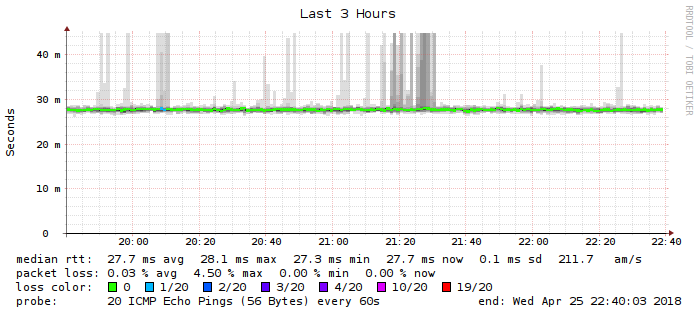 Last 3 Hours
RRDTOOL / TOBI OETIKER
Seconds
40 m
30 m
20 m
10 m
0
20:00 20:20 20:40 21:00 21:20 21:40 22:00 22:20 22:40
median rtt: 27.7 ms avg 28.1 ms max 27.3 ms min 27.7 ms now 0.1 ms sd 211.7 am/s
packet loss: 0.03 % avg 4.50 % max 0.00 % min 0.00 % now
loss color: 0 1/20 2/20 3/20 4/20 10/20 19/20
probe: 20 ICMP Echo Pings (56 Bytes) every 60s end: Wed Apr 25 22:40:03 2018